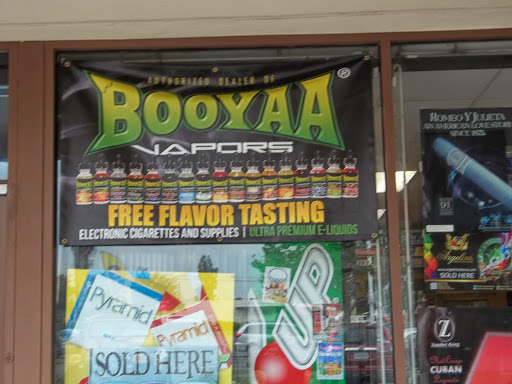 AUTHORIZED DEALER OF
BOOYAA®
VAPORS
FREE FLAVOR TASTING
ELECTRONIC CIGARETTES AND SUPPLIES | ULTRA PREMIUM E-LIQUIDS
ROMEO Y JULIETA
AN AMERICAN LOVE STORY
SINCE 1875.
Argelini
SOLD HERE
Pyramid
Pyramid
SOLD HERE
UP
Z
CUBAN